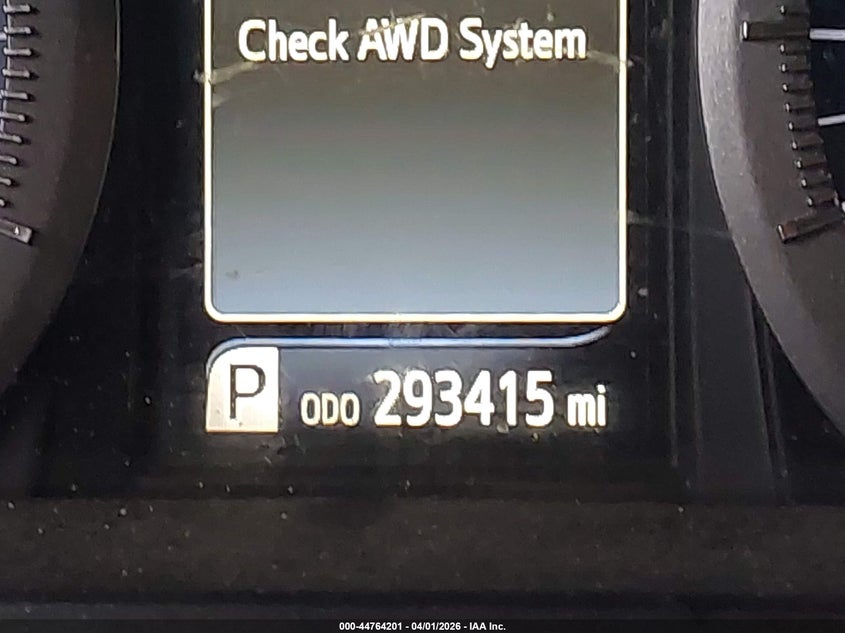 Check AWD System
P ODO 293415 mi
000-44764201 - 04/01/2026 - IAA Inc.